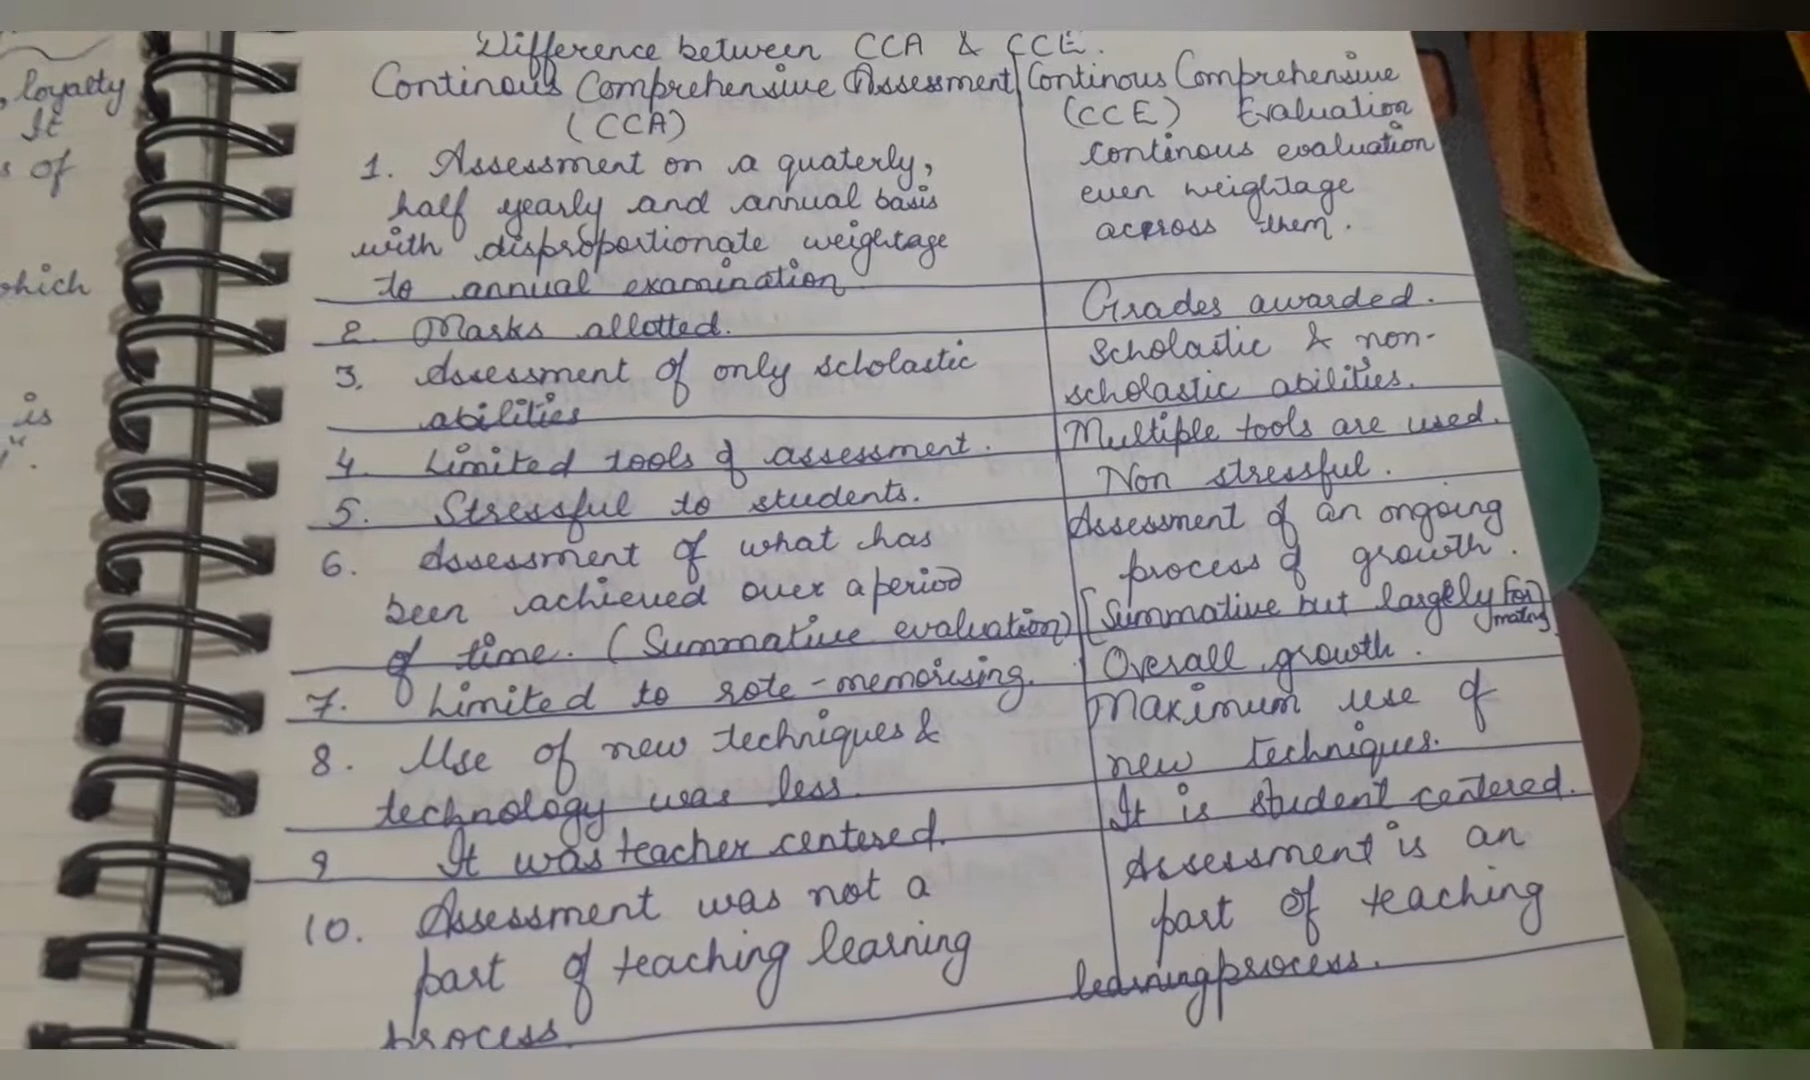 , loyalty
It
s of
which
is
Difference between CCA & CCE.
Continous Comprehensive Assessment
(CCA)
1. Assessment on a quaterly,
half yearly and annual basis
with disproportionate weightage
to annual examination
2. Marks allotted.
3. Assessment of only scholastic
abilities
4. Limited tools of assessment.
5. Stressful to students.
6. Assessment of what has
been achieved over a period
of time. (Summative evaluation)
7. Limited to rote-memorising.
8. Use of new techniques &
technology was less.
9 It was teacher centered.
10. Assessment was not a
part of teaching learning
process.
Continous Comprehensive
(CCE) Evaluation
continous evaluation
even weightage
across them.
Grades awarded.
Scholastic & non-
scholastic abilities.
Multiple tools are used.
Non stressful.
Assessment of an ongoing
process of growth.
[Summative but largely for
mative]
Overall growth.
Maximum use of
new techniques.
It is student centered.
Assessment is an
part of teaching
learning process.